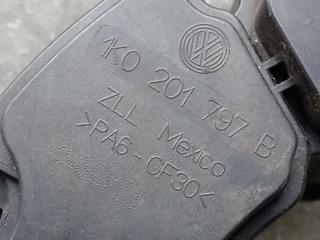 1K0 201 797 B
ZLL Mexico
>PA6-GF30<